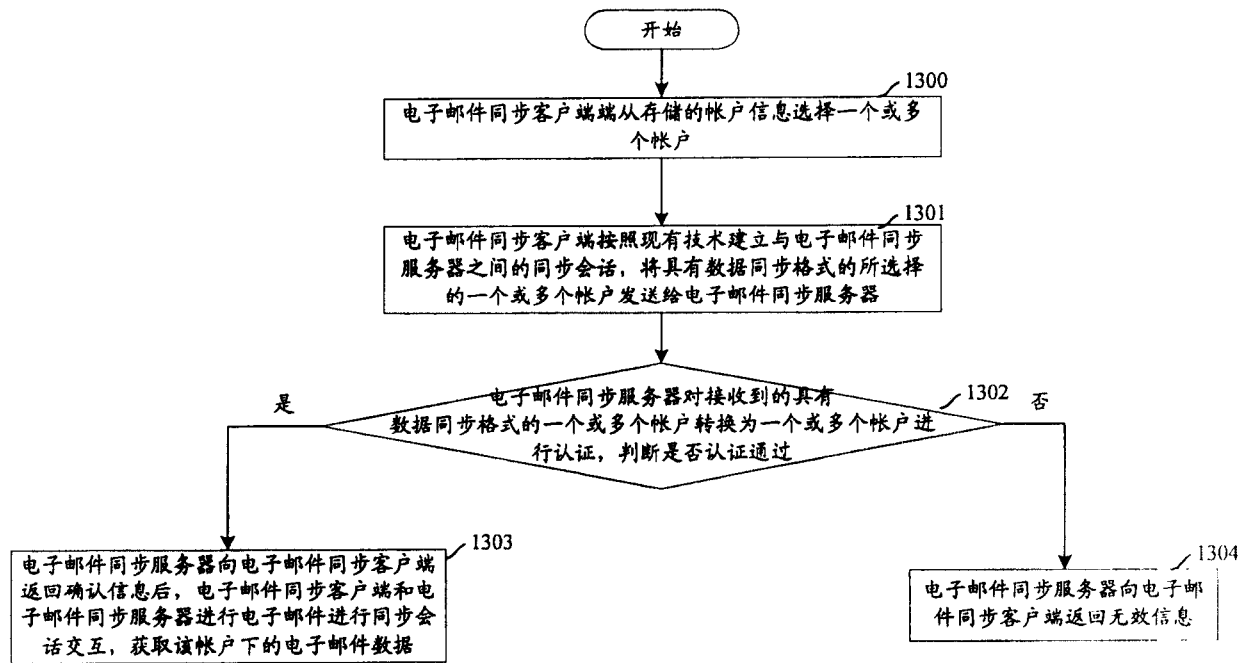 开始
1300
电子邮件同步客户端端从存储的帐户信息选择一个或多
个帐户
1301
电子邮件同步客户端按照现有技术建立与电子邮件同步
服务器之间的同步会话，将具有数据同步格式的所选择
的一个或多个帐户发送给电子邮件同步服务器
1302
电子邮件同步服务器对接收到的具有
数据同步格式的一个或多个帐户转换为一个或多个帐户进
行认证，判断是否认证通过
是
否
1303
电子邮件同步服务器向电子邮件同步客户端
返回确认信息后，电子邮件同步客户端和电
子邮件同步服务器进行电子邮件进行同步会
话交互，获取该帐户下的电子邮件数据
1304
电子邮件同步服务器向电子邮
件同步客户端返回无效信息